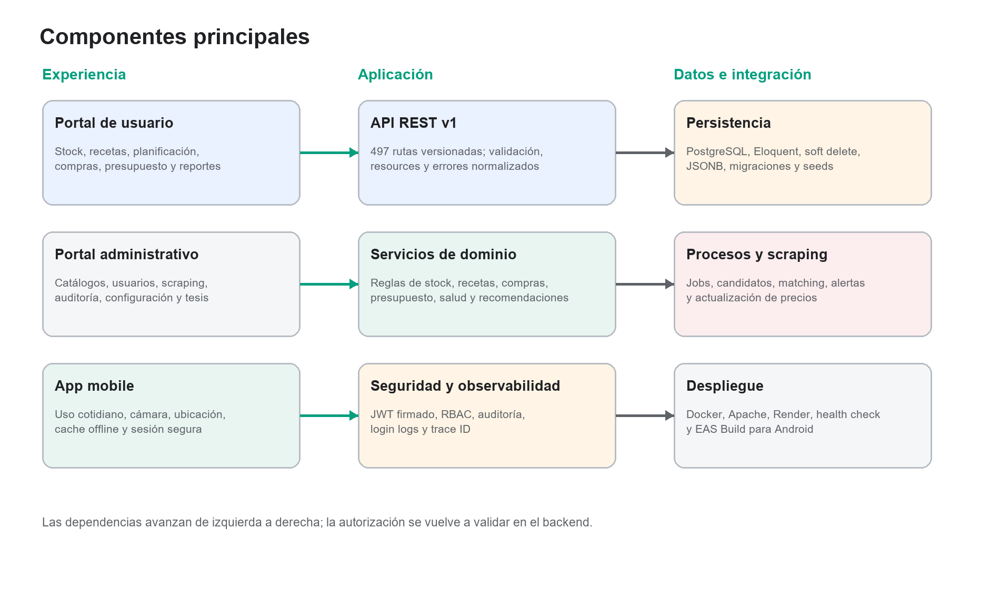 Componentes principales
Experiencia
Aplicación
Datos e integración
Portal de usuario
Stock, recetas, planificación,
compras, presupuesto y reportes
API REST v1
497 rutas versionadas; validación,
resources y errores normalizados
Persistencia
PostgreSQL, Eloquent, soft delete,
JSONB, migraciones y seeds
Portal administrativo
Catálogos, usuarios, scraping,
auditoría, configuración y tesis
Servicios de dominio
Reglas de stock, recetas, compras,
presupuesto, salud y recomendaciones
Procesos y scraping
Jobs, candidatos, matching, alertas
y actualización de precios
App mobile
Uso cotidiano, cámara, ubicación,
cache offline y sesión segura
Seguridad y observabilidad
JWT firmado, RBAC, auditoría,
login logs y trace ID
Despliegue
Docker, Apache, Render, health check
y EAS Build para Android
Las dependencias avanzan de izquierda a derecha; la autorización se vuelve a validar en el backend.